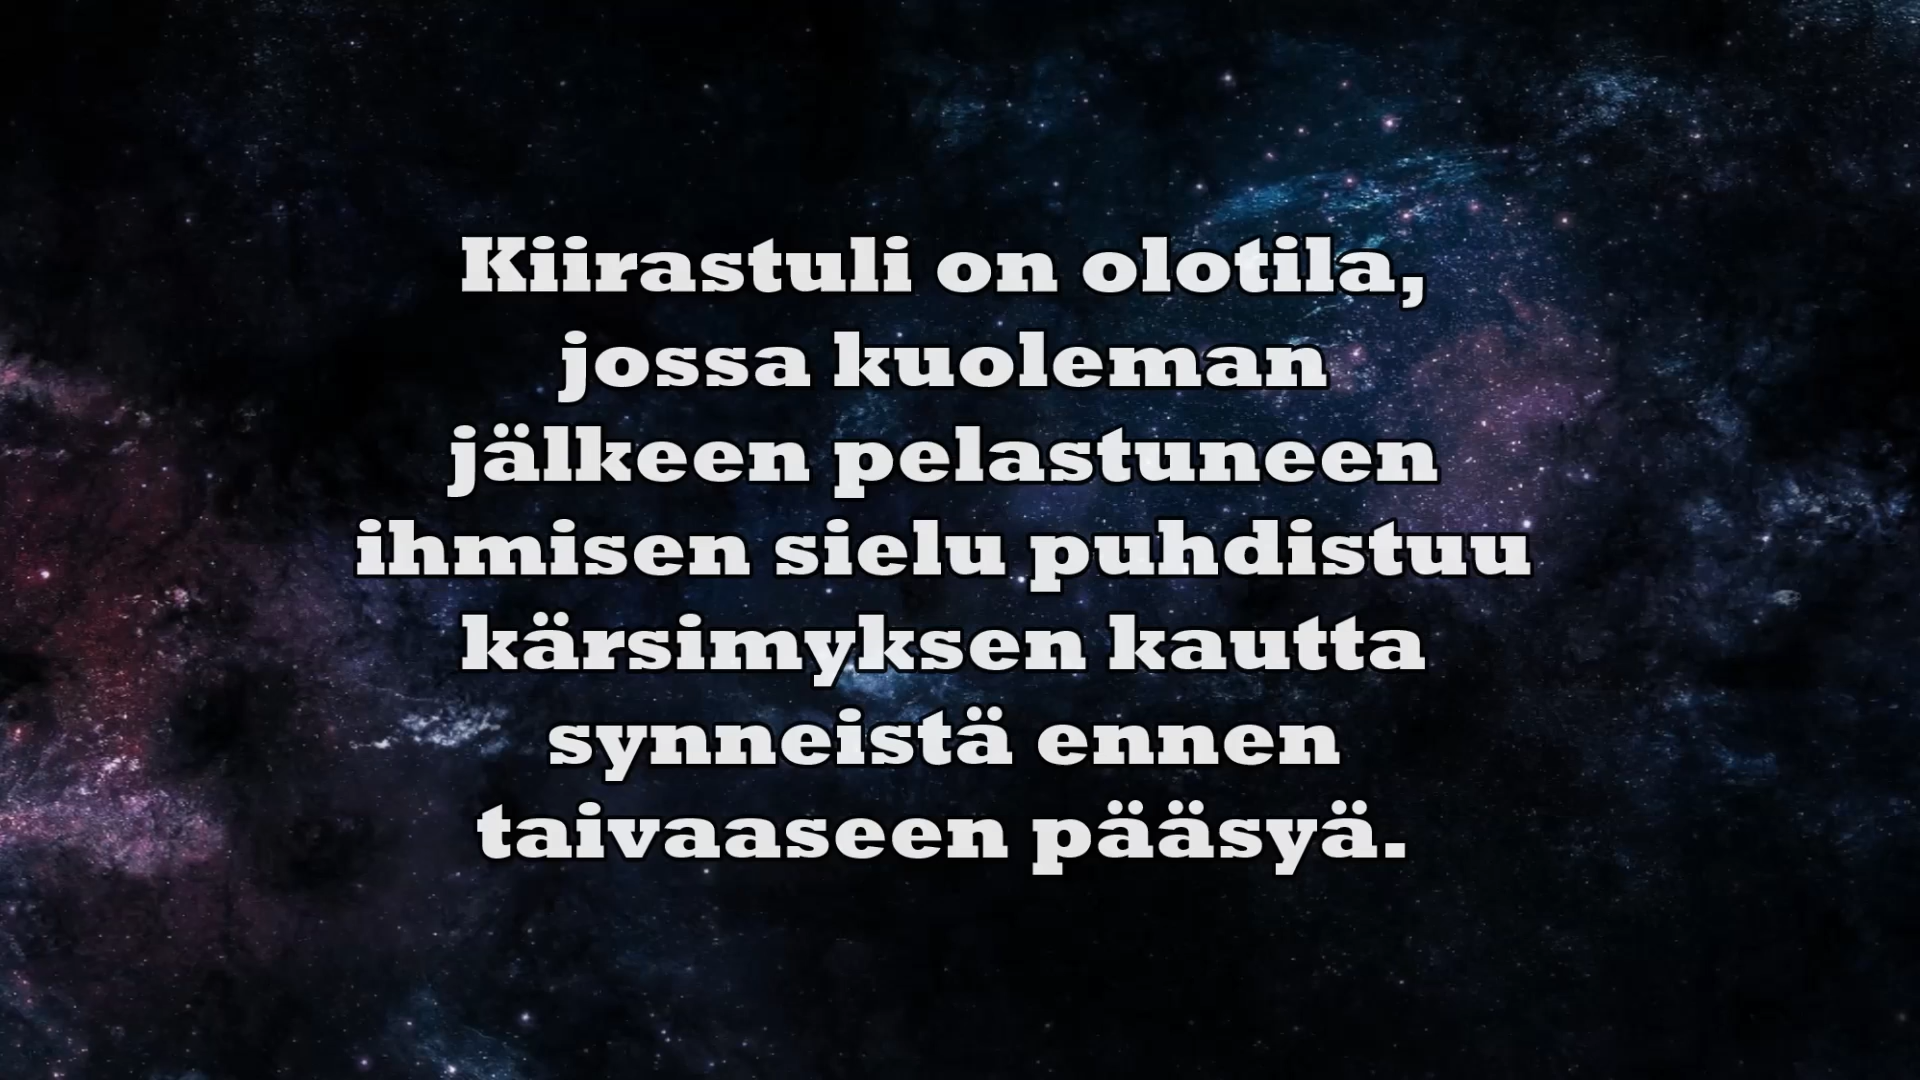 Kiirastuli on olotila,
jossa kuoleman
jälkeen pelastuneen
ihmisen sielu puhdistuu
kärsimyksen kautta
synneistä ennen
taivaaseen pääsyä.